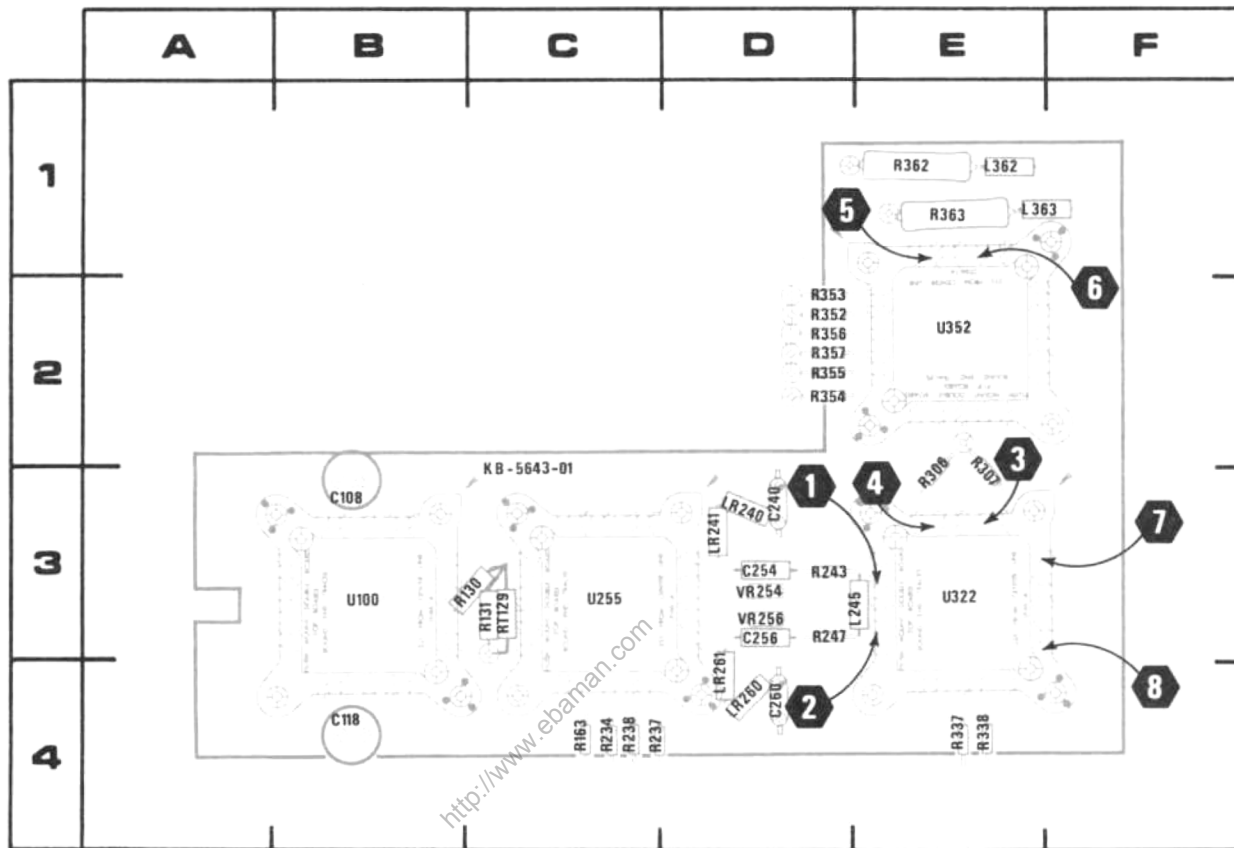 A B C D E F
1
R362 L362
5 R363 L363
6
R353
R352
R356 U352
R357
2 R355
R354
KB-5643-01 1 4 R306 R307 3
C108 LR240 C240
LR241 7
3 C254 R243
R130 VR254
U100 R131 RT129 U255 L245 U322
VR256
C256 R247
LR261 LR260 C260 2 8
C118
R163 R234 R238 R237 R337 R338
4
http://www.ebaman.com